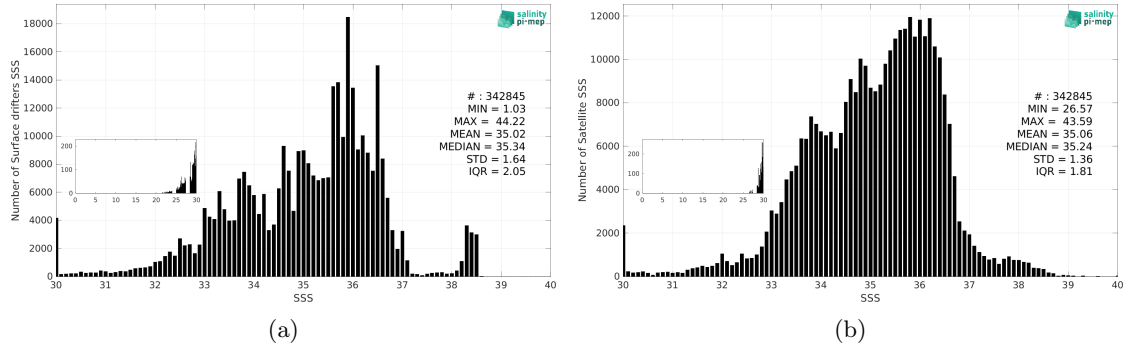 salinity
pi-mep
Number of Surface drifters SSS
18000
16000
14000
12000
10000
8000
6000
4000
2000
0
# : 342845
MIN = 1.03
MAX = 44.22
MEAN = 35.02
MEDIAN = 35.34
STD = 1.64
IQR = 2.05
200
100
0
0 5 10 15 20 25 30
30 31 32 33 34 35 36 37 38 39 40
SSS
(a)
salinity
pi-mep
Number of Satellite SSS
12000
10000
8000
6000
4000
2000
0
# : 342845
MIN = 26.57
MAX = 43.59
MEAN = 35.06
MEDIAN = 35.24
STD = 1.36
IQR = 1.81
200
100
0
0 5 10 15 20 25 30
30 31 32 33 34 35 36 37 38 39 40
SSS
(b)